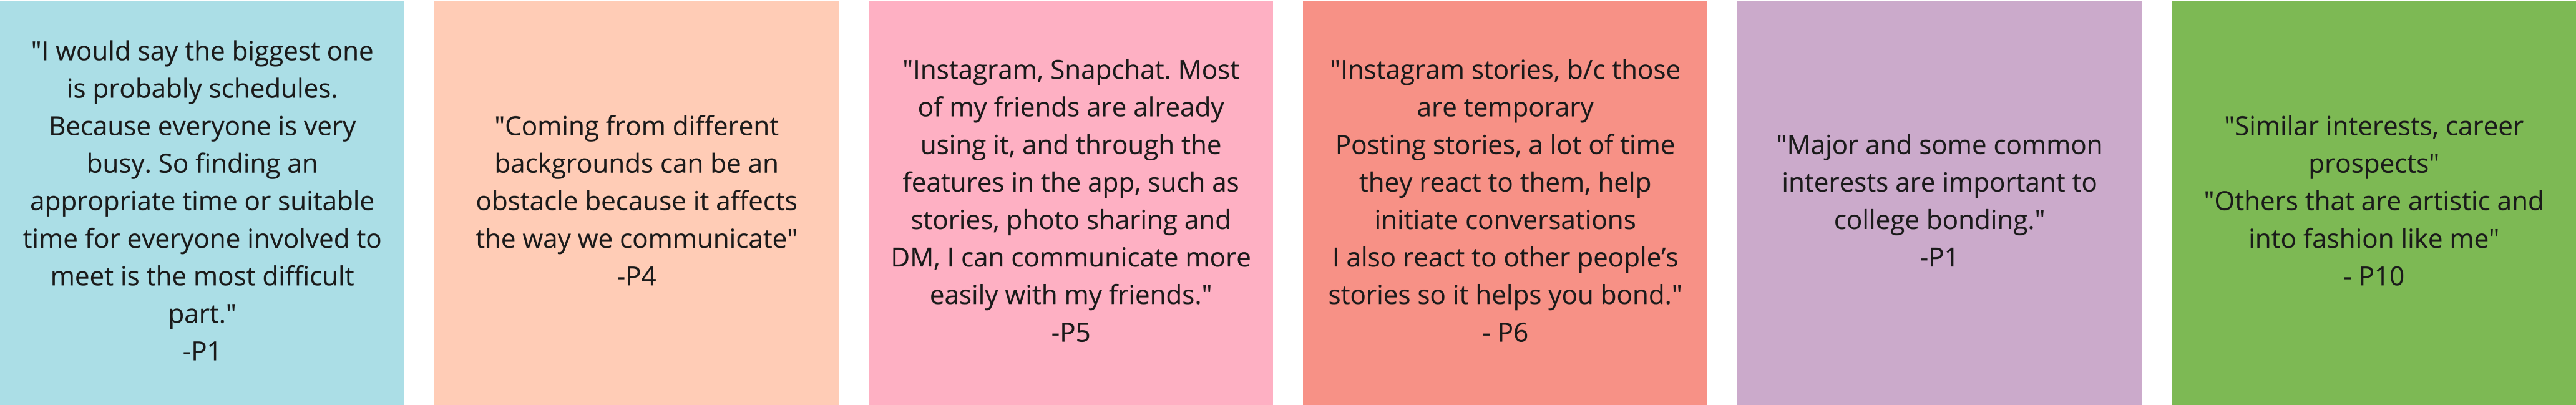 "I would say the biggest one
is probably schedules.
Because everyone is very
busy. So finding an
appropriate time or suitable
time for everyone involved to
meet is the most difficult
part."
-P1
"Coming from different
backgrounds can be an
obstacle because it affects
the way we communicate"
-P4
"Instagram, Snapchat. Most
of my friends are already
using it, and through the
features in the app, such as
stories, photo sharing and
DM, I can communicate more
easily with my friends."
-P5
"Instagram stories, b/c those
are temporary
Posting stories, a lot of time
they react to them, help
initiate conversations
I also react to other people’s
stories so it helps you bond."
- P6
"Major and some common
interests are important to
college bonding."
-P1
"Similar interests, career
prospects"
"Others that are artistic and
into fashion like me"
- P10